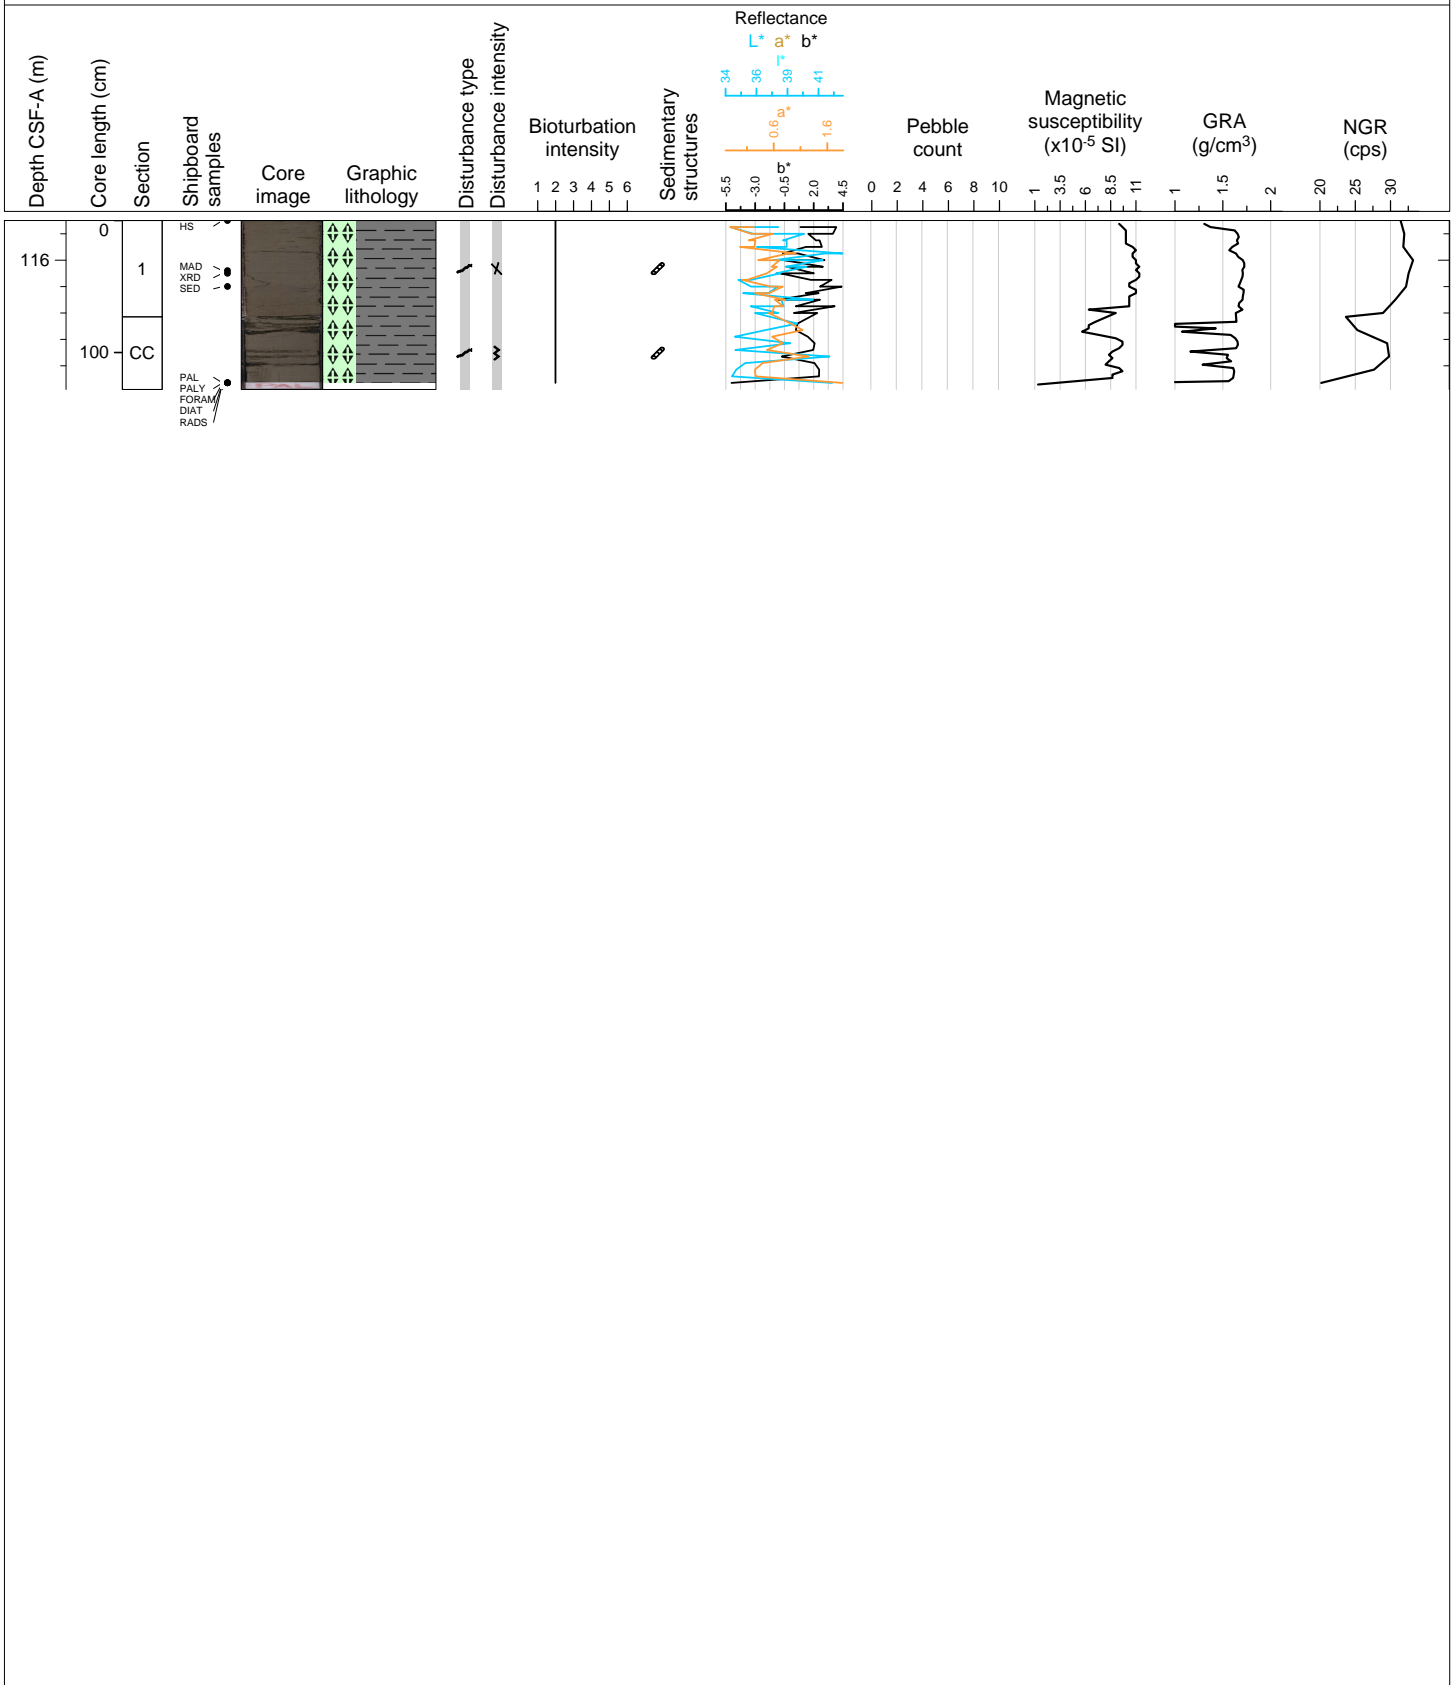 Depth CSF-A (m)
Core length (cm)
Section
Shipboard
samples
Core
image
Graphic
lithology
Disturbance type
Disturbance intensity
Bioturbation
intensity
1 2 3 4 5 6
Sedimentary
structures
Reflectance
L* a* b*
l*
34 36 39 41
a*
0.6 1.6
b*
-5.5 -3.0 -0.5 2.0 4.5
Pebble
count
0 2 4 6 8 10
Magnetic
susceptibility
(x10-5 SI)
1 3.5 6 8.5 11
GRA
(g/cm3)
1 1.5 2
NGR
(cps)
20 25 30
0
116
100
1
CC
HS
MAD
XRD
SED
PAL
PALY
FORAM
DIAT
RADS